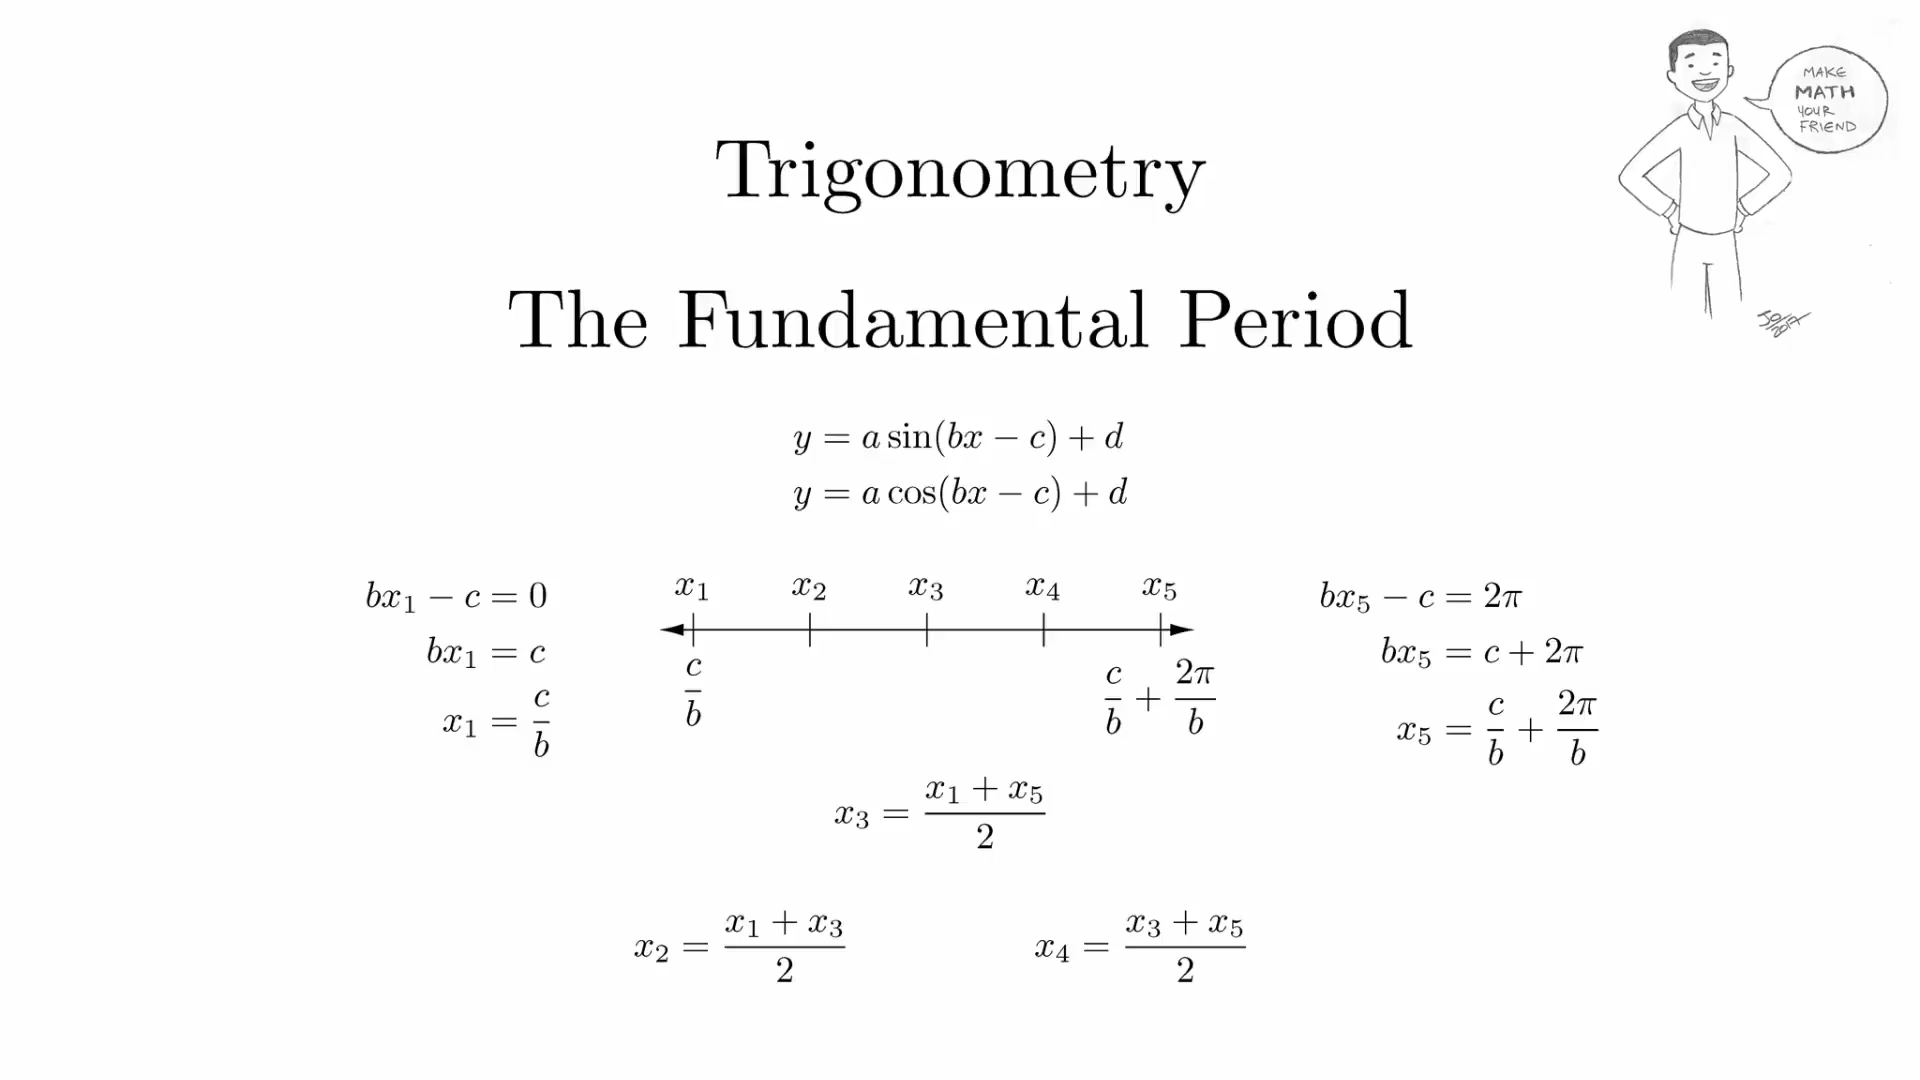 MAKE
MATH
YOUR
FRIEND
Trigonometry
The Fundamental Period
y = a sin(bx − c) + d
y = a cos(bx − c) + d
bx₁ − c = 0
bx₁ = c
x₁ = c/b
x₁ x₂ x₃ x₄ x₅
c/b c/b + 2π/b
bx₅ − c = 2π
bx₅ = c + 2π
x₅ = c/b + 2π/b
x₃ = (x₁ + x₅)/2
x₂ = (x₁ + x₃)/2 x₄ = (x₃ + x₅)/2